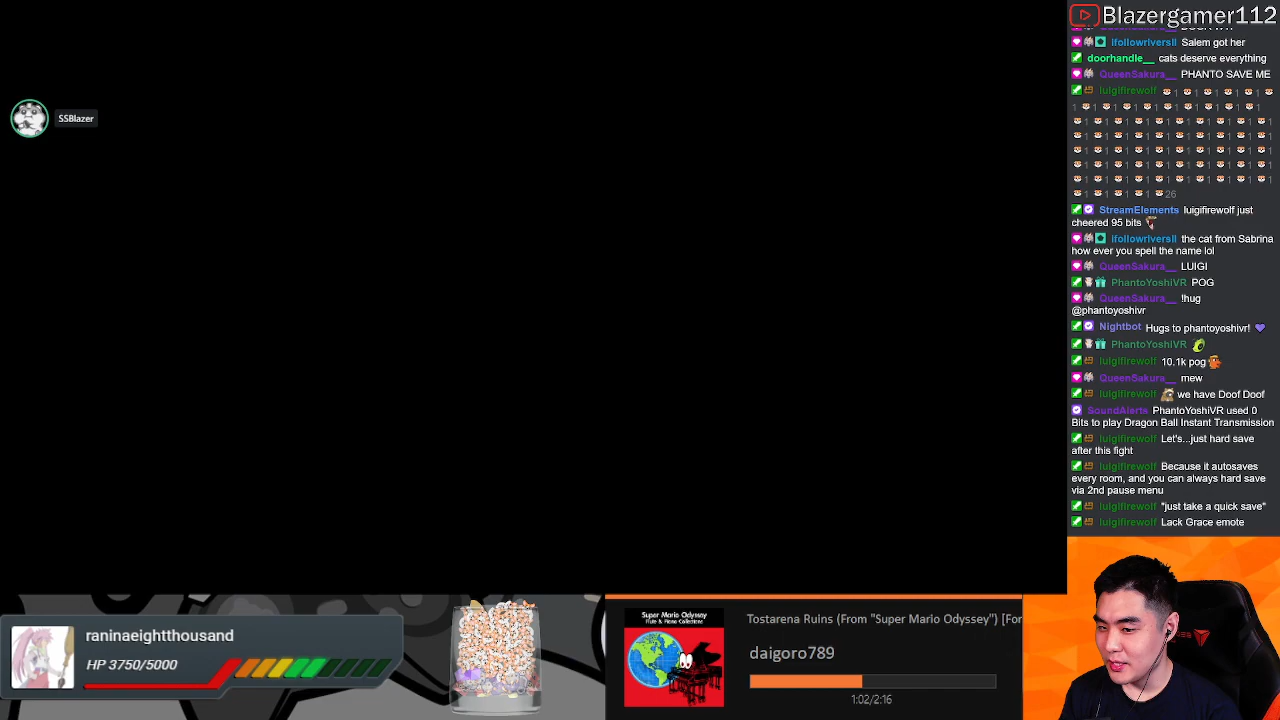 Blazergamer112
lfollowriversll Salem got her
doorhandle__ cats deserve everything
QueenSakura__ PHANTO SAVE ME
luigifirewolf
26
StreamElements luigifirewolf just
cheered 95 bits
lfollowriversll the cat from Sabrina
how ever you spell the name lol
QueenSakura__ LUIGI
PhantoYoshiVR POG
QueenSakura__ !hug
@phantoyoshivr
Nightbot Hugs to phantoyoshivr!
PhantoYoshiVR
luigifirewolf 10.1k pog
QueenSakura__ mew
luigifirewolf we have Doof Doof
SoundAlerts PhantoYoshiVR used 0
Bits to play Dragon Ball Instant Transmission
luigifirewolf Let's...just hard save
after this fight
luigifirewolf Because it autosaves
every room, and you can always hard save
via 2nd pause menu
luigifirewolf "just take a quick save"
luigifirewolf Lack Grace emote
SSBlazer
raninaeightthousand
HP 3750/5000
Super Mario Odyssey
Flute & Piano Collections
Tostarena Ruins (From "Super Mario Odyssey") [For
daigoro789
1:02/2:16